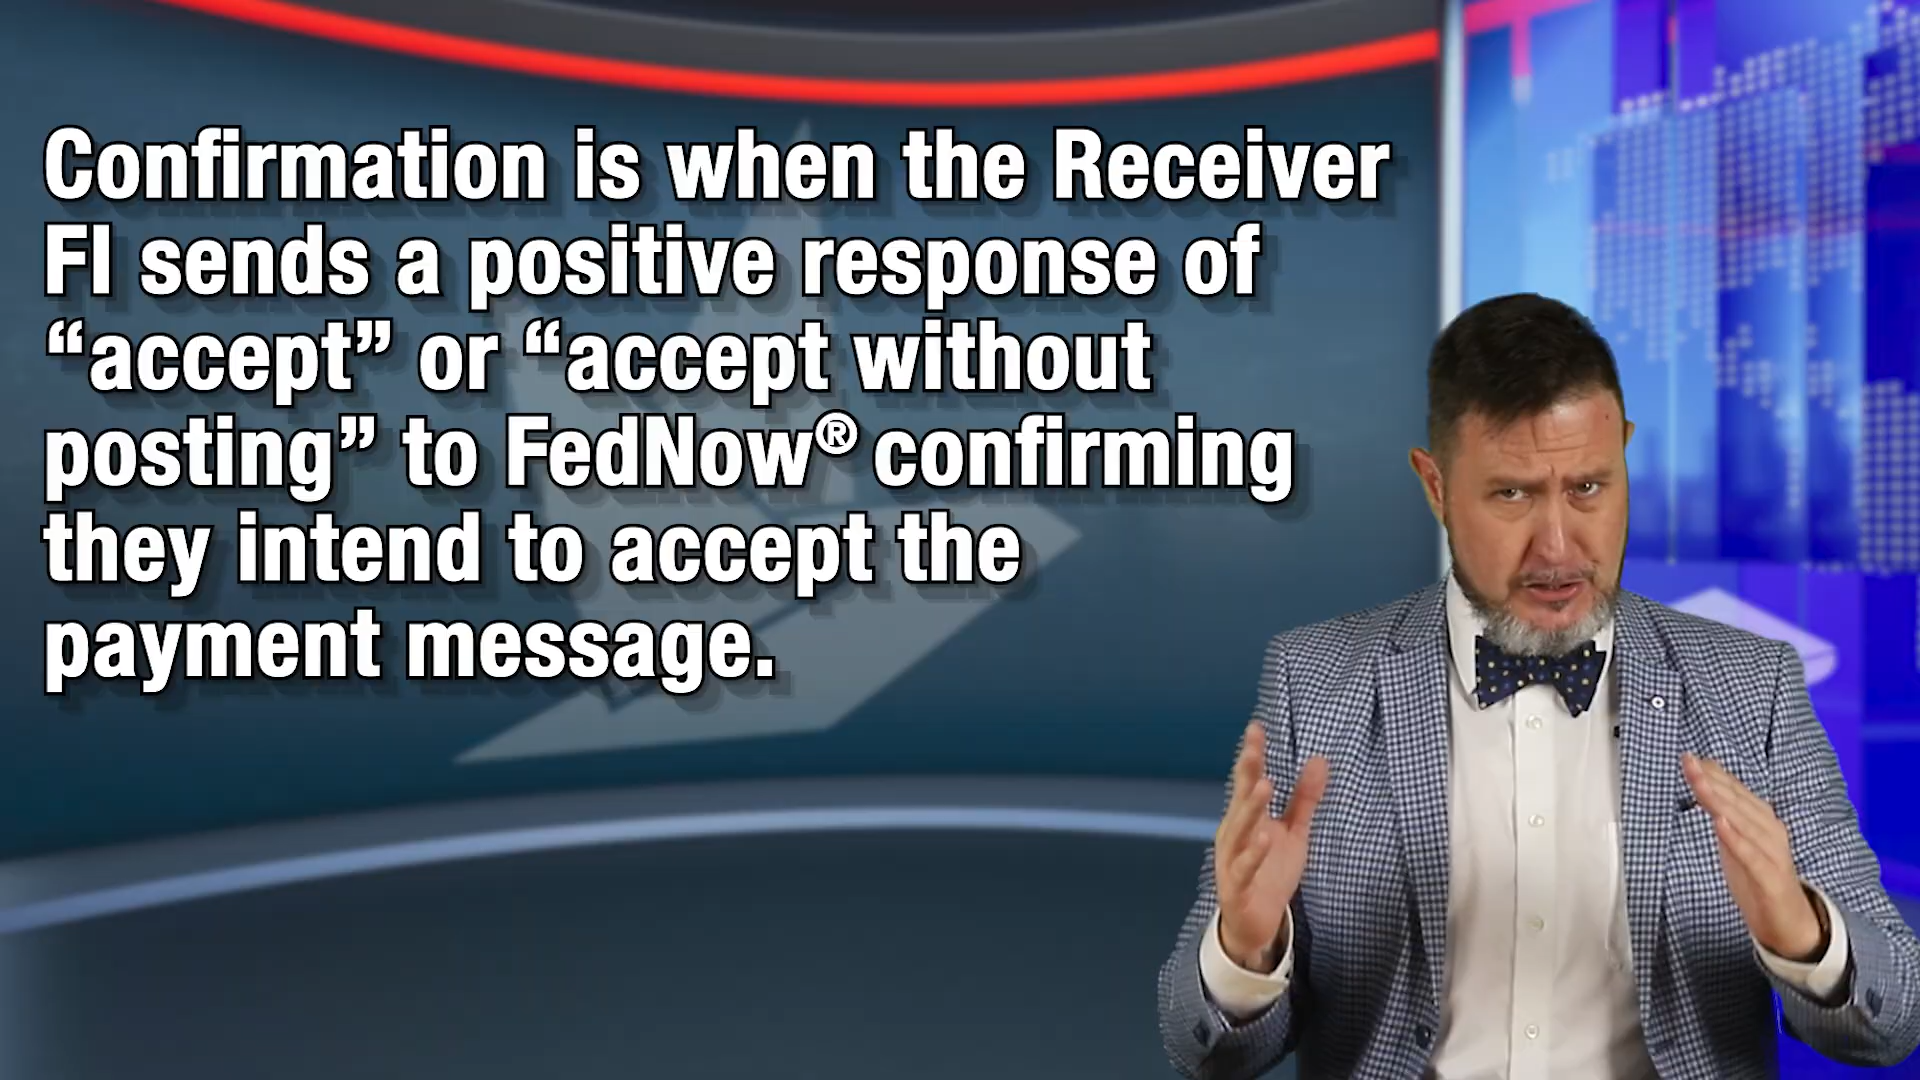 Confirmation is when the Receiver
FI sends a positive response of
“accept” or “accept without
posting” to FedNow® confirming
they intend to accept the
payment message.